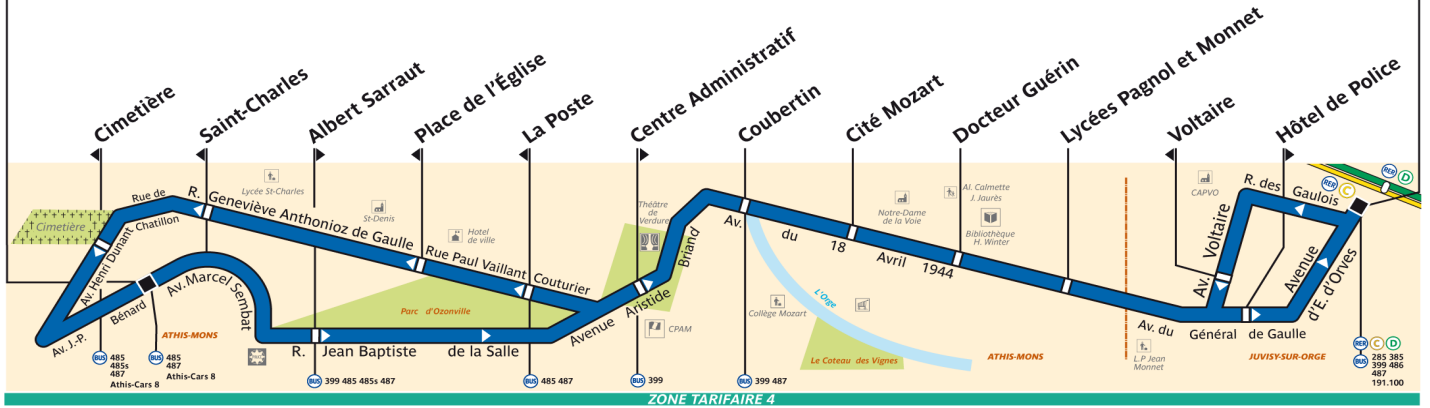 Cimetière
Saint-Charles
Albert Sarraut
Place de l'Église
La Poste
Centre Administratif
Coubertin
Cité Mozart
Docteur Guérin
Lycées Pagnol et Monnet
Voltaire
Hôtel de Police
Cimetière
Rue de
Chatillon
Av. Henri Dunant
R. Geneviève Anthonioz de Gaulle
Lycée St-Charles
St-Denis
Hotel
de ville
Rue Paul Vaillant Couturier
Théâtre
de
Verdure
Av. J.-P. Bénard
Av. Marcel Sembat
ATHIS-MONS
Parc d'Ozonville
R. Jean Baptiste de la Salle
Avenue Aristide Briand
CPAM
Av. du 18 Avril 1944
Notre-Dame
de la Voie
Al. Calmette
J. Jaurès
Bibliothèque
H. Winter
Collège Mozart
L'Orge
Le Coteau des Vignes
ATHIS-MONS
CAPVO
R. des Gaulois
RER C
RER D
Av. Voltaire
Avenue d'E. d'Orves
Av. du Général de Gaulle
L.P Jean
Monnet
JUVISY-SUR-ORGE
BUS 485
485s
487
Athis-Cars 8
BUS 485
487
Athis-Cars 8
BUS 399 485 485s 487
BUS 485 487
BUS 399
BUS 399 487
RER C D
BUS 285 385
399 486
487
191.100
ZONE TARIFAIRE 4